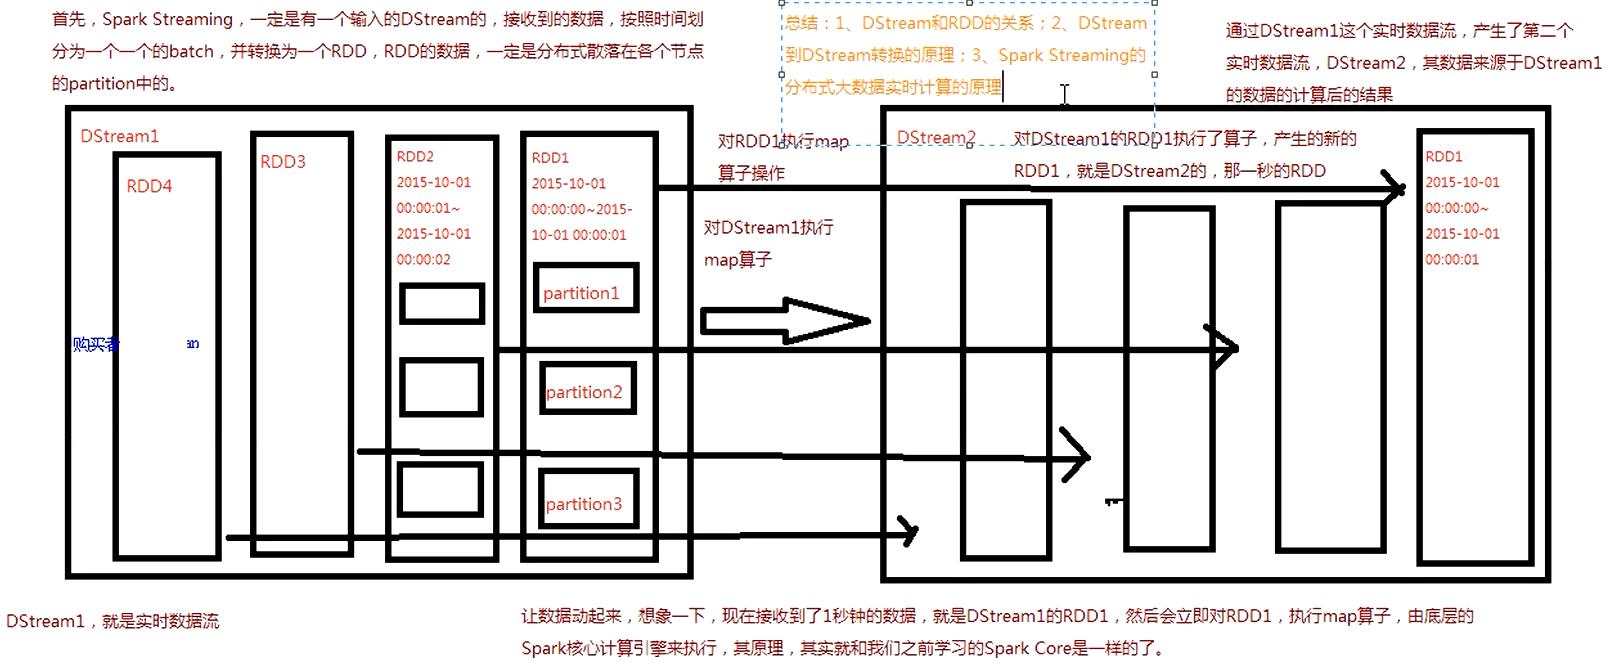 首先，Spark Streaming，一定是有一个输入的DStream的，接收到的数据，按照时间划
分为一个一个的batch，并转换为一个RDD，RDD的数据，一定是分布式散落在各个节点
的partition中的。
总结：1、DStream和RDD的关系；2、DStream
到DStream转换的原理；3、Spark Streaming的
分布式大数据实时计算的原理
通过DStream1这个实时数据流，产生了第二个
实时数据流，DStream2，其数据来源于DStream1
的数据的计算后的结果
DStream1
RDD4
RDD3
RDD2
2015-10-01
00:00:01~
2015-10-01
00:00:02
RDD1
2015-10-01
00:00:00~2015-
10-01 00:00:01
partition1
partition2
partition3
购买者
an
对RDD1执行map
算子操作
对DStream1执行
map算子
DStream2
对DStream1的RDD1执行了算子，产生的新的
RDD1，就是DStream2的，那一秒的RDD
RDD1
2015-10-01
00:00:00~
2015-10-01
00:00:01
DStream1，就是实时数据流
让数据动起来，想象一下，现在接收到了1秒钟的数据，就是DStream1的RDD1，然后会立即对RDD1，执行map算子，由底层的
Spark核心计算引擎来执行，其原理，其实就和我们之前学习的Spark Core是一样的了。